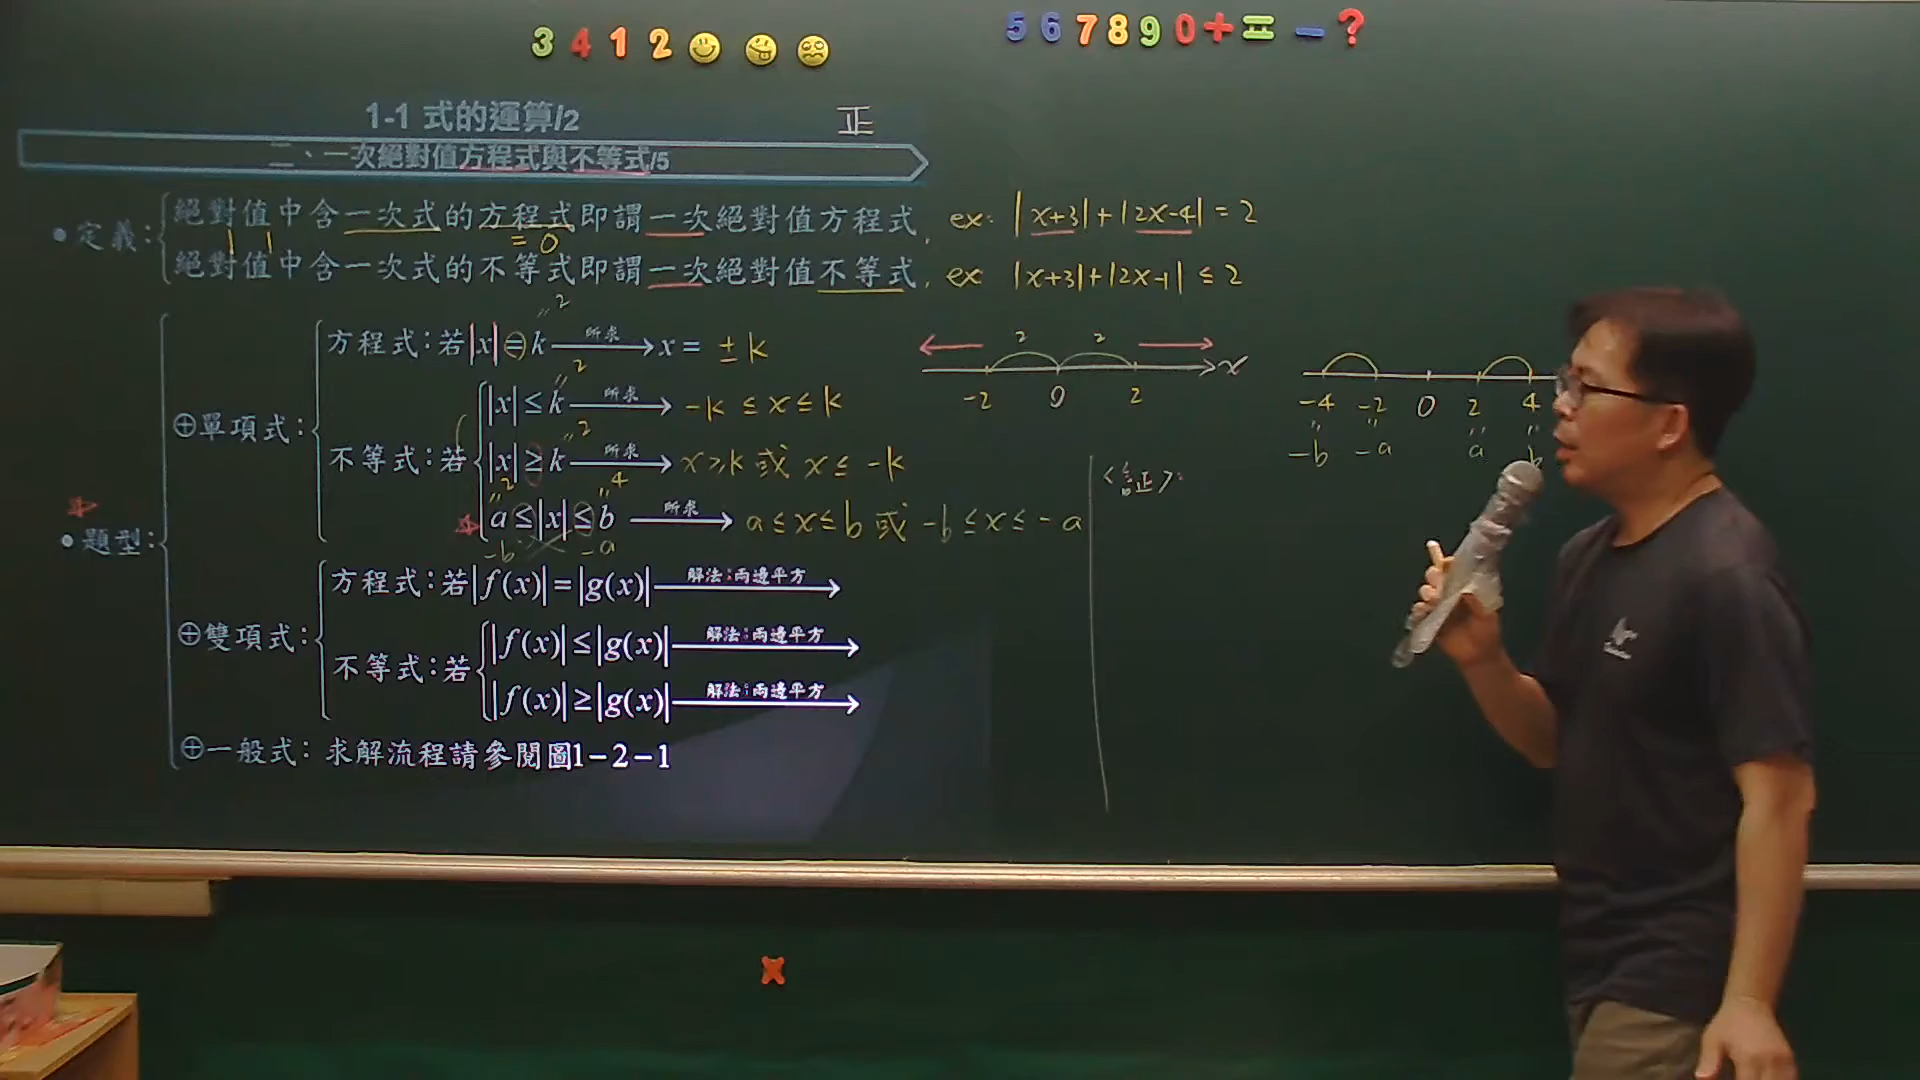 3 4 1 2
5 6 7 8 9 0 + = − ?
1-1 式的運算/2
正
二、一次絕對值方程式與不等式/5
•定義:
絕對值中含一次式的方程式即謂一次絕對值方程式, ex: |x+3|+|2x-4|=2
=0
絕對值中含一次式的不等式即謂一次絕對值不等式, ex |x+3|+|2x-1|≤2
•題型:
⊕單項式:
方程式:若|x|=k 所求 x= ±k
2
不等式:若
|x|≤k 所求 -k≤x≤k
2
|x|≥k 所求 x≥k 或 x≤-k
2
a≤|x|≤b 所求 a≤x≤b 或 -b≤x≤-a
2 4
-b -a
⊕雙項式:
方程式:若|f(x)|=|g(x)| 解法:兩邊平方
不等式:若
|f(x)|≤|g(x)| 解法:兩邊平方
|f(x)|≥|g(x)| 解法:兩邊平方
⊕一般式: 求解流程請參閱圖1-2-1
2 2
-2 0 2 x
-4 -2 0 2 4
-b -a a b
x